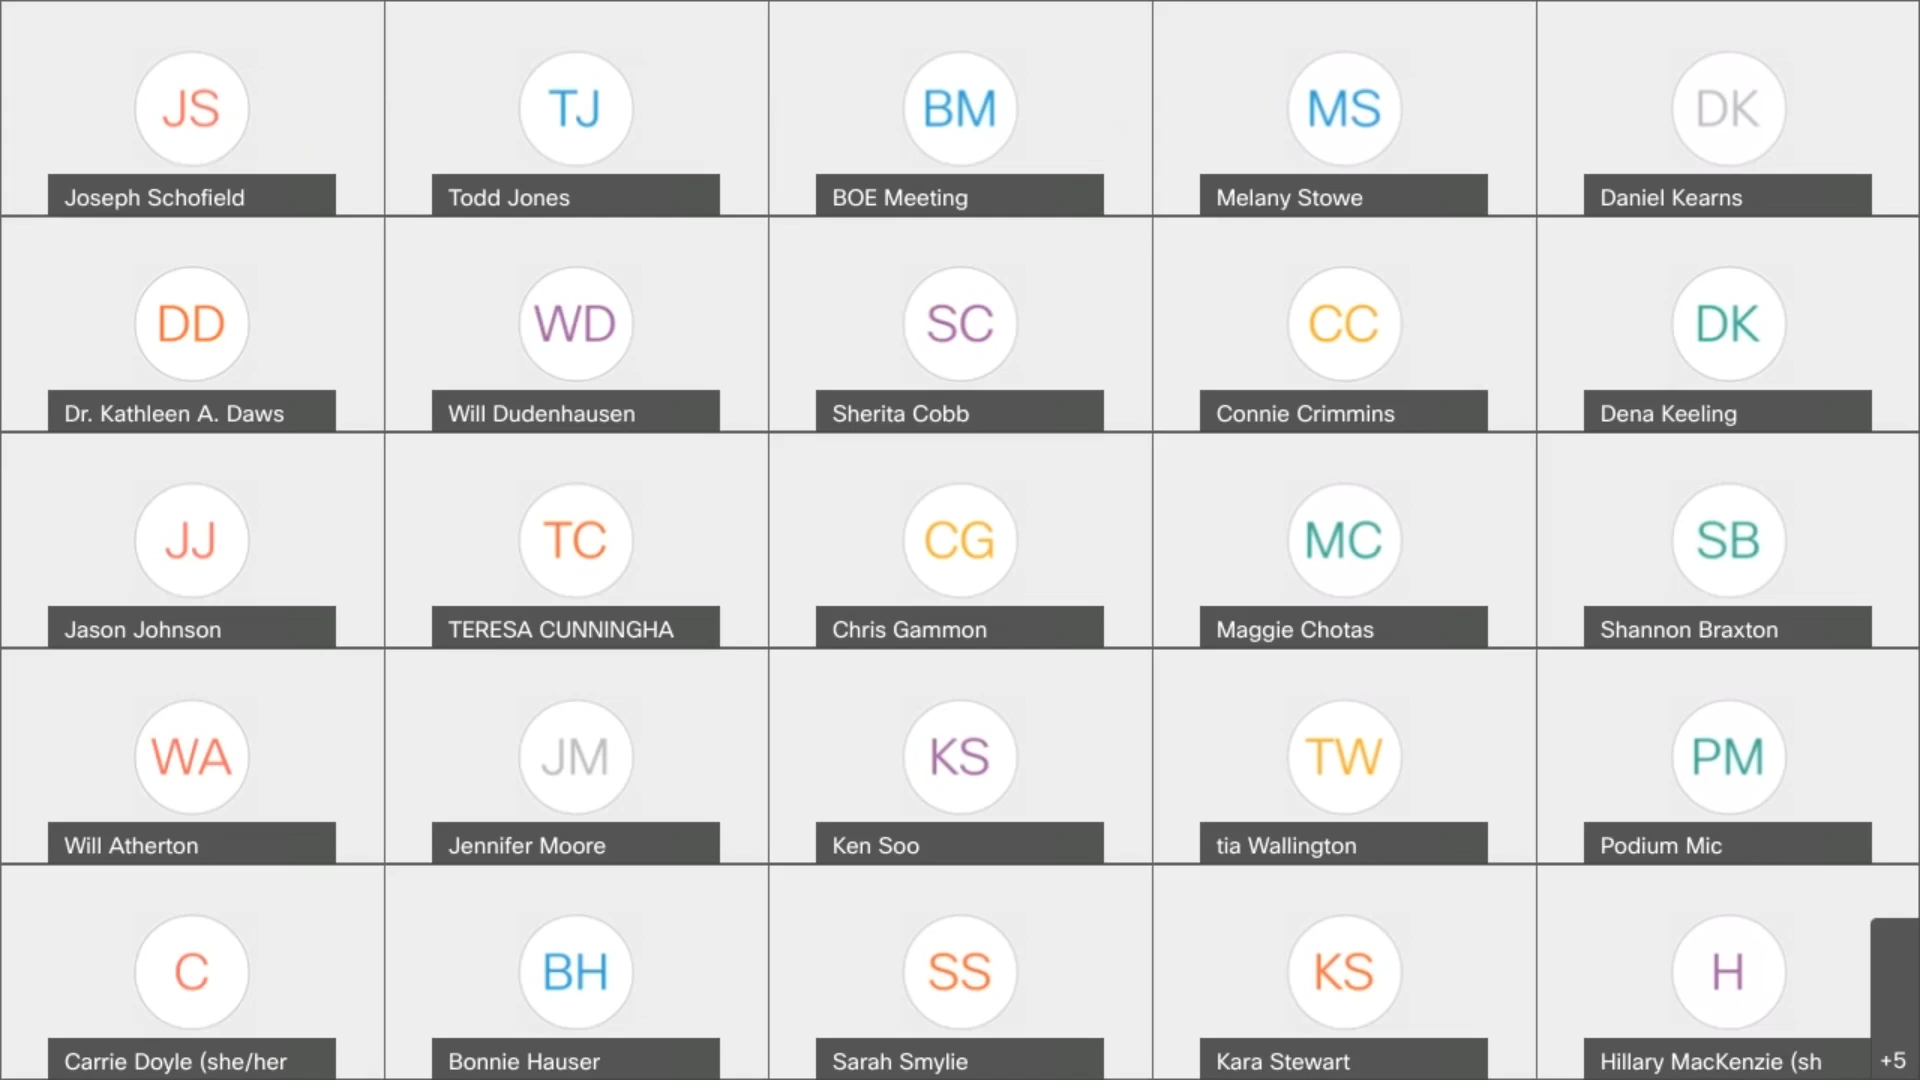 JS
TJ
BM
MS
DK
Joseph Schofield
Todd Jones
BOE Meeting
Melany Stowe
Daniel Kearns
DD
WD
SC
CC
DK
Dr. Kathleen A. Daws
Will Dudenhausen
Sherita Cobb
Connie Crimmins
Dena Keeling
JJ
TC
CG
MC
SB
Jason Johnson
TERESA CUNNINGHA
Chris Gammon
Maggie Chotas
Shannon Braxton
WA
JM
KS
TW
PM
Will Atherton
Jennifer Moore
Ken Soo
tia Wallington
Podium Mic
C
BH
SS
KS
H
Carrie Doyle (she/her
Bonnie Hauser
Sarah Smylie
Kara Stewart
Hillary MacKenzie (sh
+5